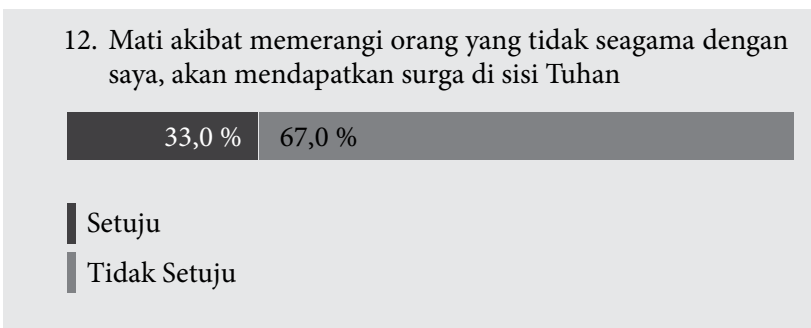 12. Mati akibat memerangi orang yang tidak seagama dengan
saya, akan mendapatkan surga di sisi Tuhan
33,0 % 67,0 %
Setuju
Tidak Setuju